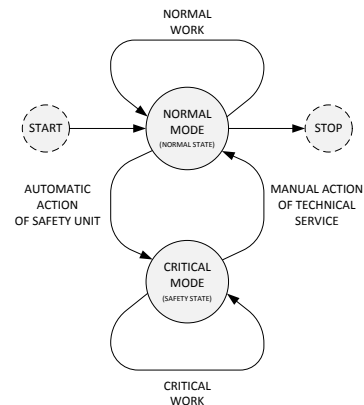 NORMAL
WORK
START
NORMAL
MODE
(NORMAL STATE)
STOP
AUTOMATIC
ACTION
OF SAFETY UNIT
MANUAL ACTION
OF TECHNICAL
SERVICE
CRITICAL
MODE
(SAFETY STATE)
CRITICAL
WORK